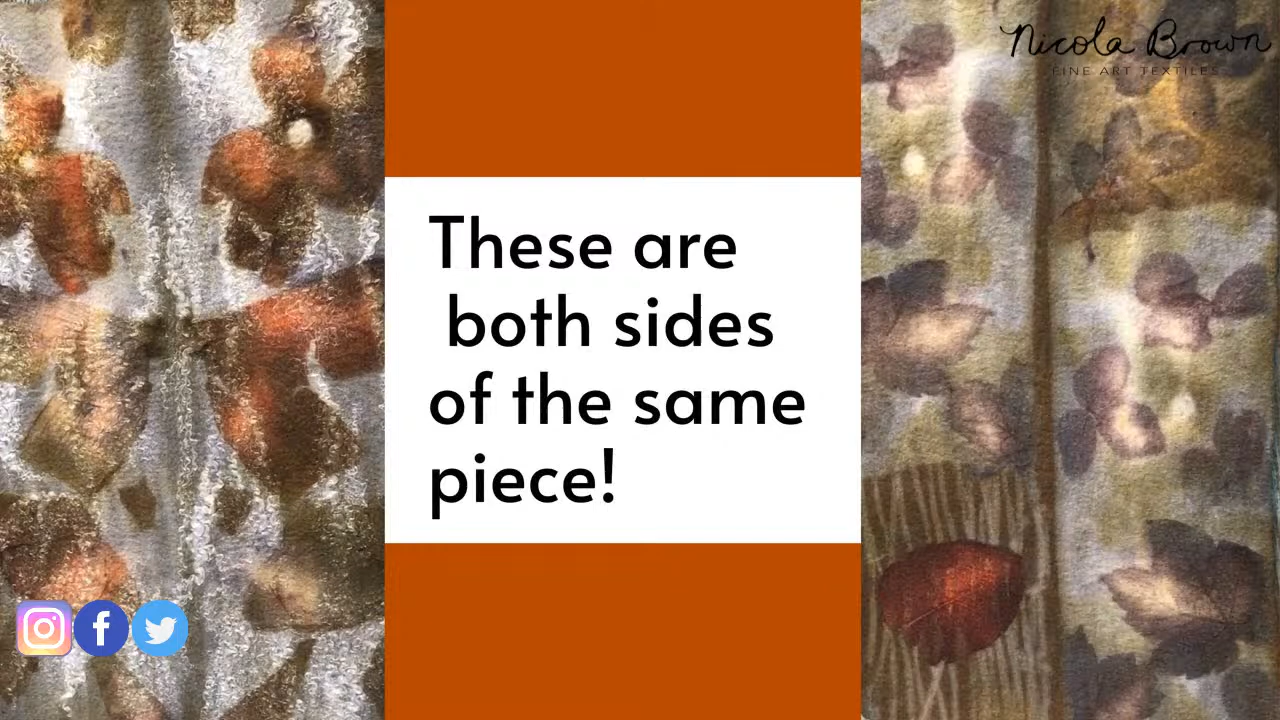 Nicola Brown
FINE ART TEXTILES
These are
both sides
of the same
piece!